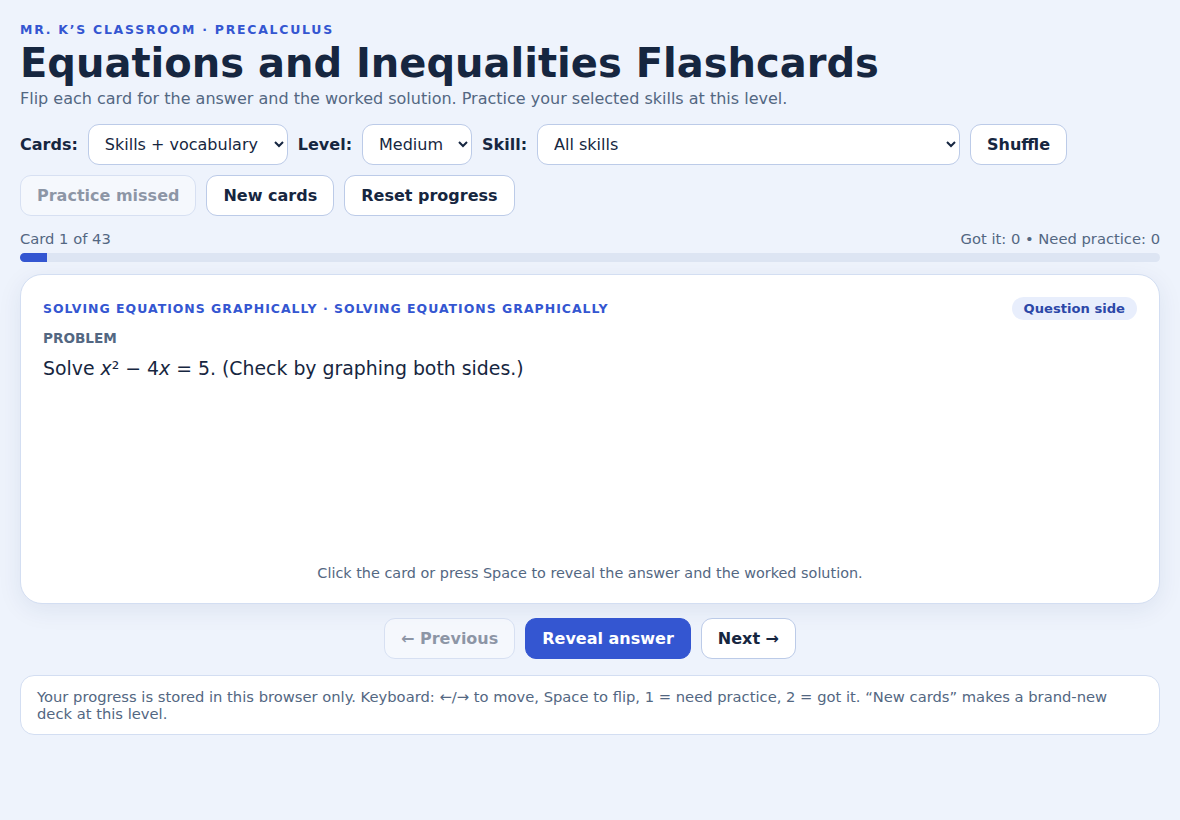 MR. K’S CLASSROOM · PRECALCULUS
Equations and Inequalities Flashcards
Flip each card for the answer and the worked solution. Practice your selected skills at this level.
Cards: Skills + vocabulary Level: Medium Skill: All skills Shuffle
Practice missed New cards Reset progress
Card 1 of 43 Got it: 0 • Need practice: 0
SOLVING EQUATIONS GRAPHICALLY · SOLVING EQUATIONS GRAPHICALLY Question side
PROBLEM
Solve x² − 4x = 5. (Check by graphing both sides.)
Click the card or press Space to reveal the answer and the worked solution.
← Previous Reveal answer Next →
Your progress is stored in this browser only. Keyboard: ←/→ to move, Space to flip, 1 = need practice, 2 = got it. “New cards” makes a brand-new
deck at this level.